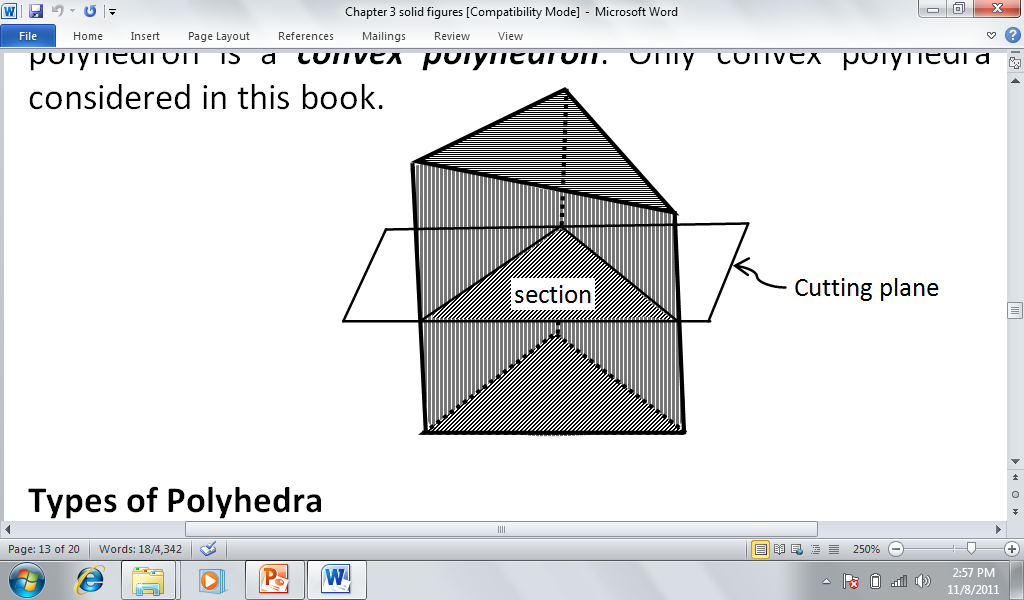 Chapter 3 solid figures [Compatibility Mode] - Microsoft Word
File Home Insert Page Layout References Mailings Review View
polyhedron is a convex polyhedron. Only convex polyhedra
considered in this book.
section
Cutting plane
Types of Polyhedra
Page: 13 of 20 Words: 18/4,342 250%
2:57 PM
11/8/2011